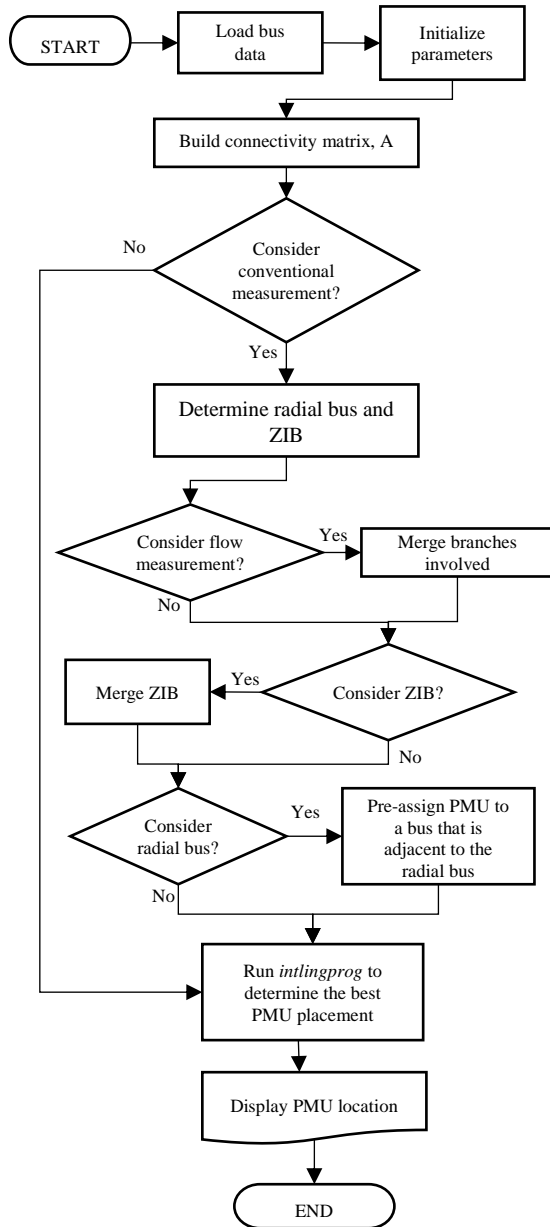 START
Load bus
data
Initialize
parameters
Build connectivity matrix, A
No
Consider
conventional
measurement?
Yes
Determine radial bus and
ZIB
Consider flow
measurement?
Yes
Merge branches
involved
No
Merge ZIB
Yes
Consider ZIB?
No
Consider
radial bus?
Yes
Pre-assign PMU to
a bus that is
adjacent to the
radial bus
No
Run intlingprog to
determine the best
PMU placement
Display PMU location
END